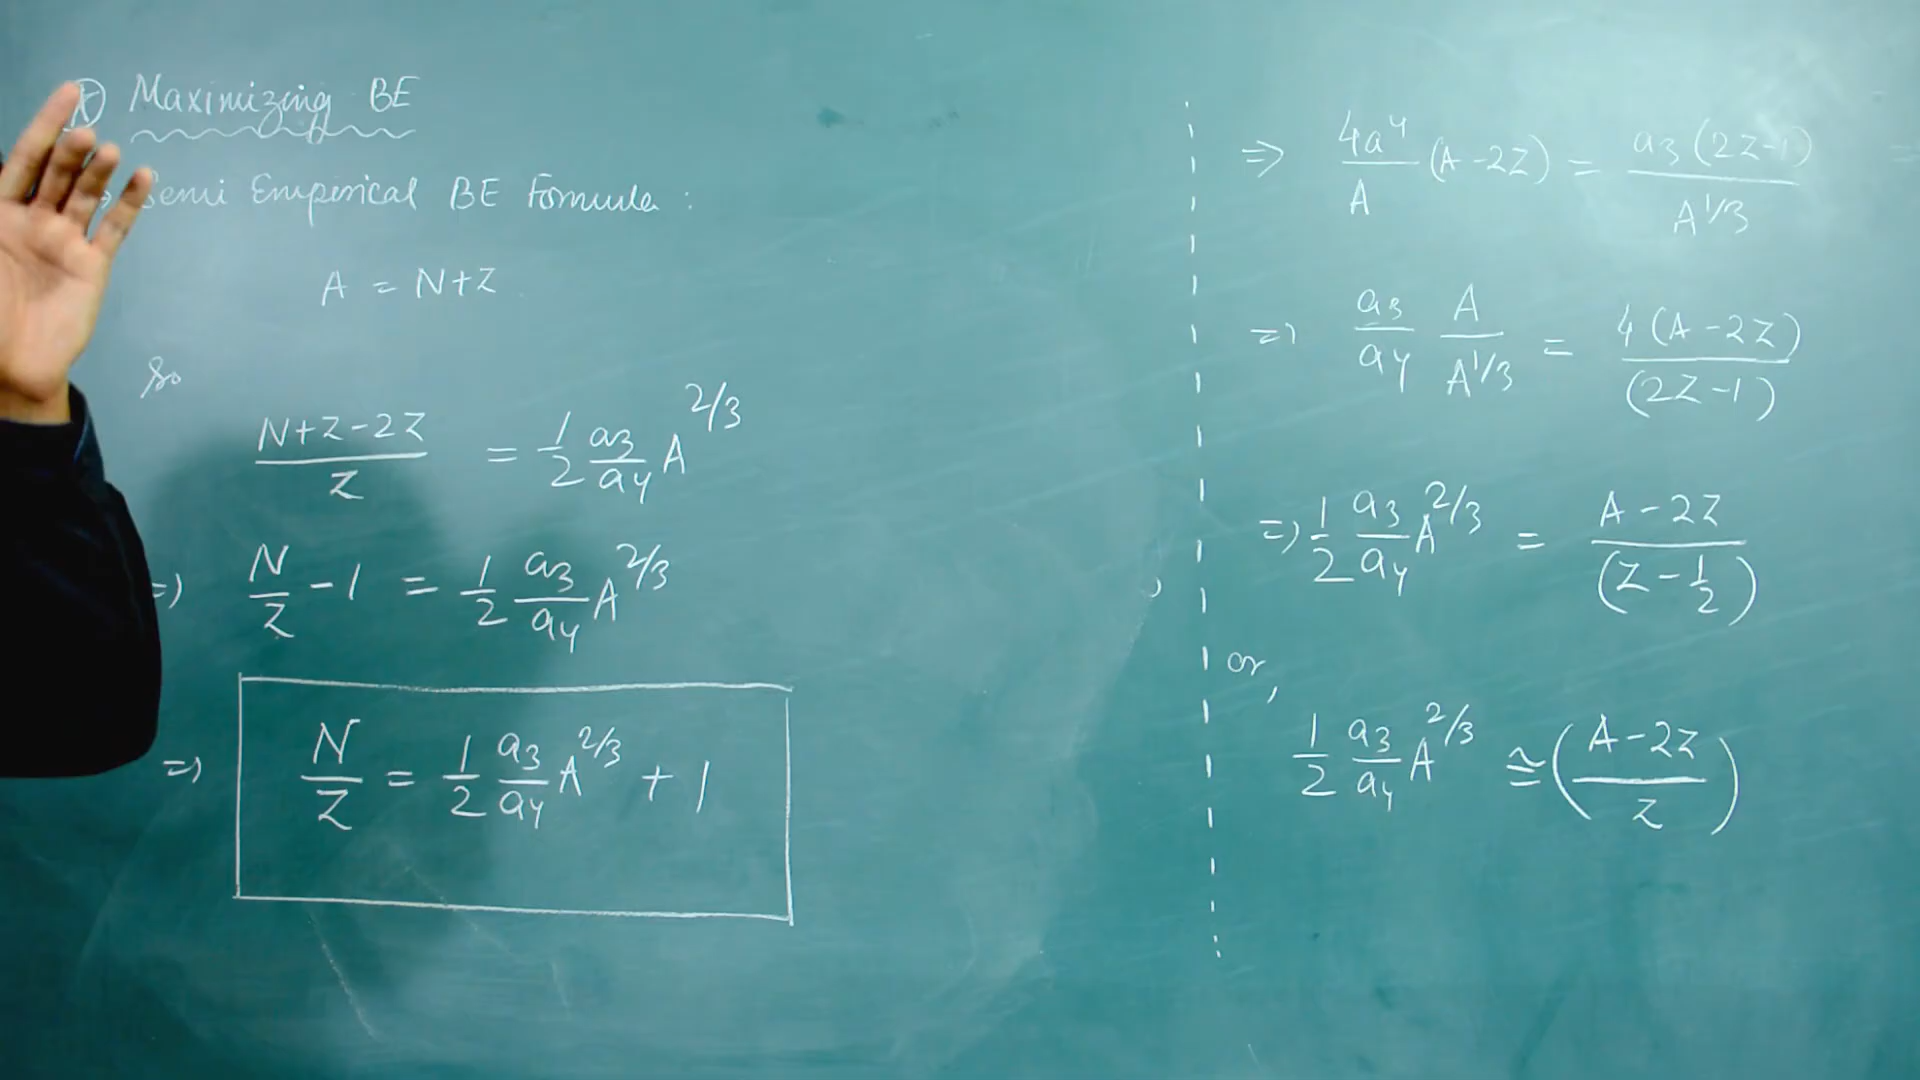 Maximizing BE
Semi Emperical BE Formula :
A = N+Z
So
(N+Z-2Z)/Z = 1/2 a3/a4 A^2/3
=) N/Z - 1 = 1/2 a3/a4 A^2/3
=) N/Z = 1/2 a3/a4 A^2/3 + 1
=> 4a^4/A (A-2Z) = a3(2Z-1)/A^1/3
=) a3/a4 A/A^1/3 = 4(A-2Z)/(2Z-1)
=) 1/2 a3/a4 A^2/3 = A-2Z/(Z-1/2)
or,
1/2 a3/a4 A^2/3 ≅ (A-2Z/Z)